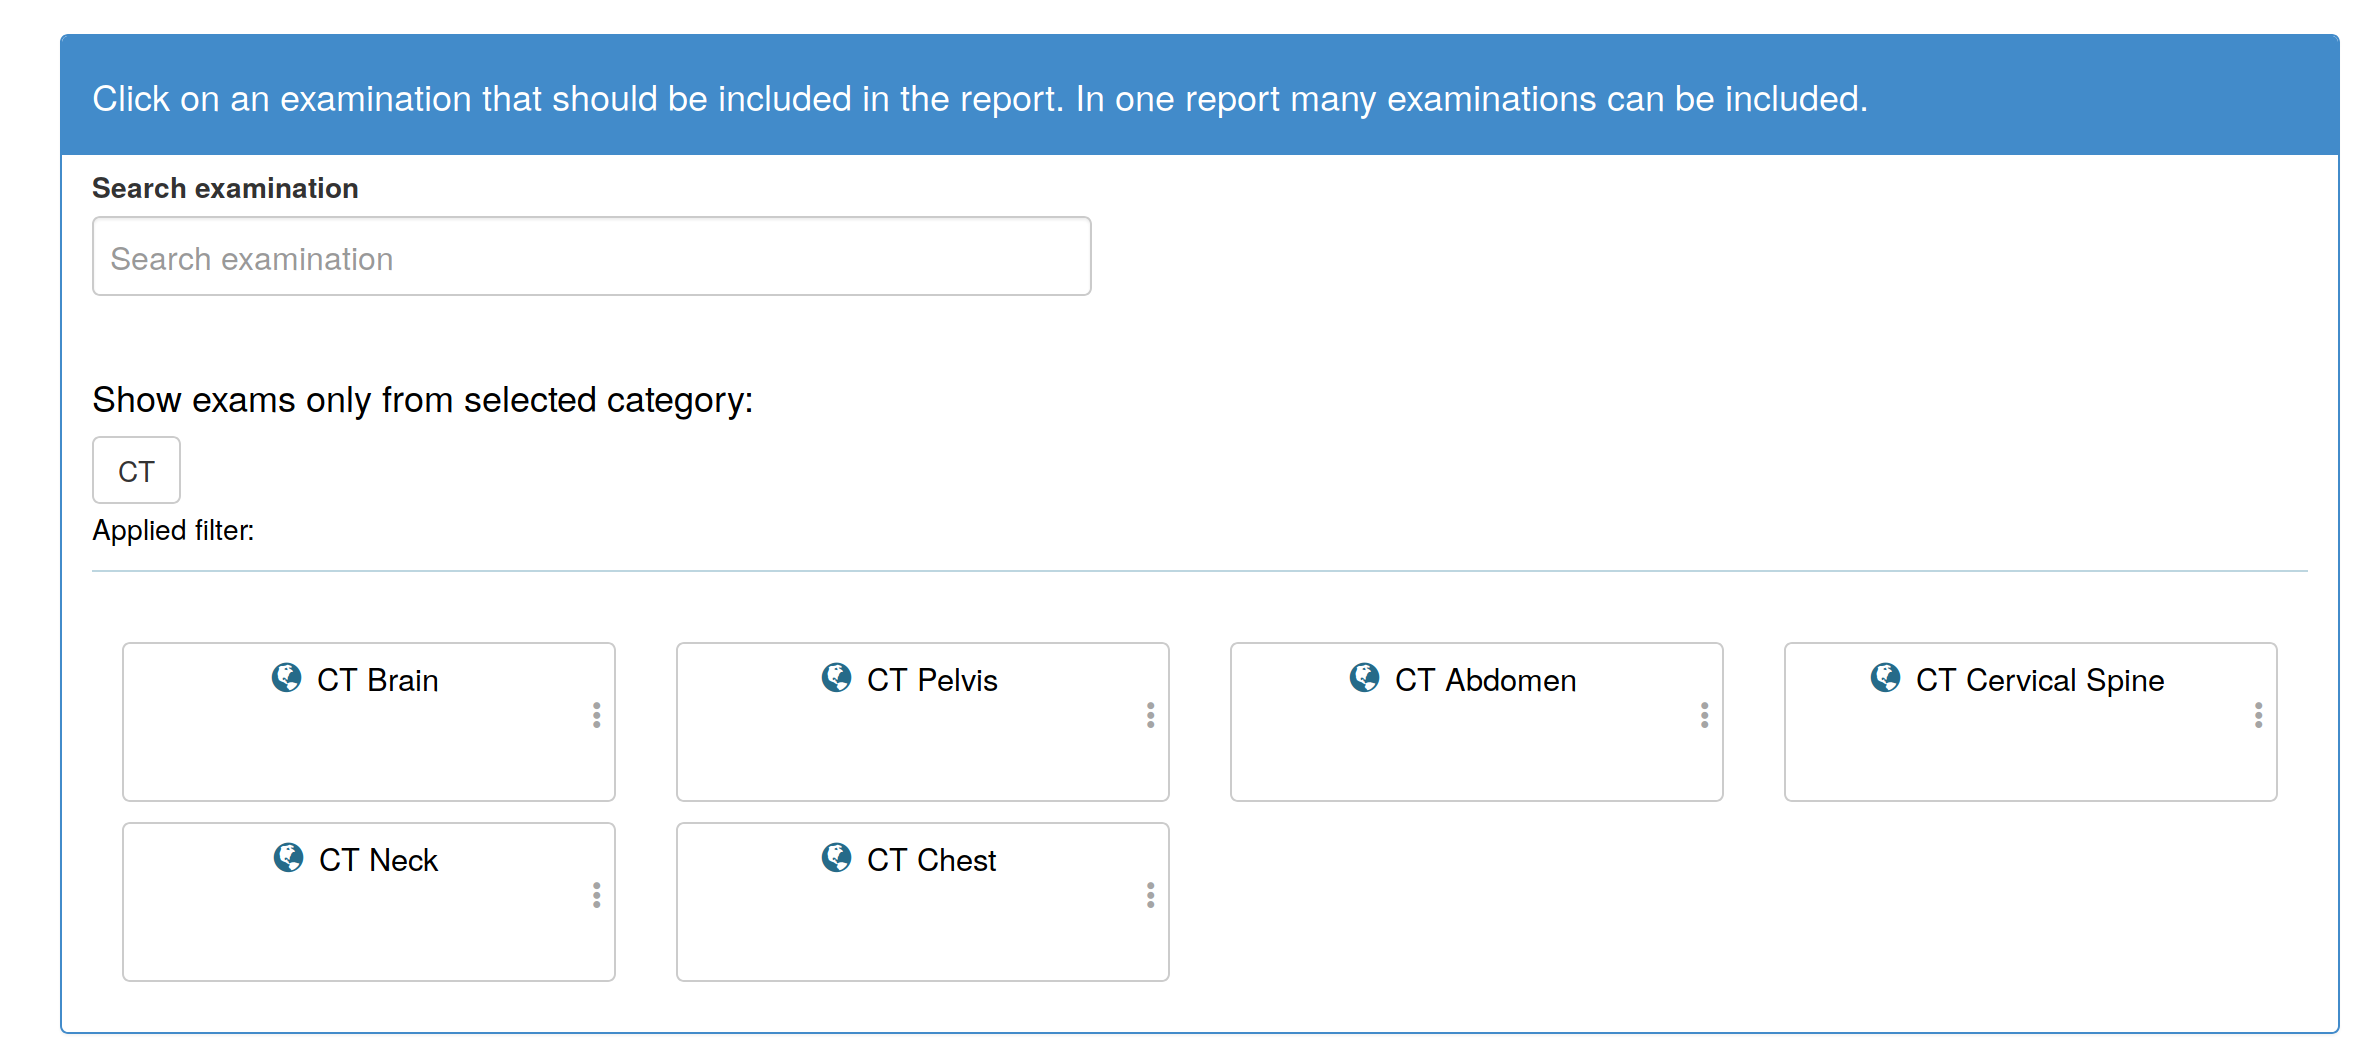 Click on an examination that should be included in the report. In one report many examinations can be included.
Search examination
Search examination
Show exams only from selected category:
CT
Applied filter:
CT Brain
CT Pelvis
CT Abdomen
CT Cervical Spine
CT Neck
CT Chest